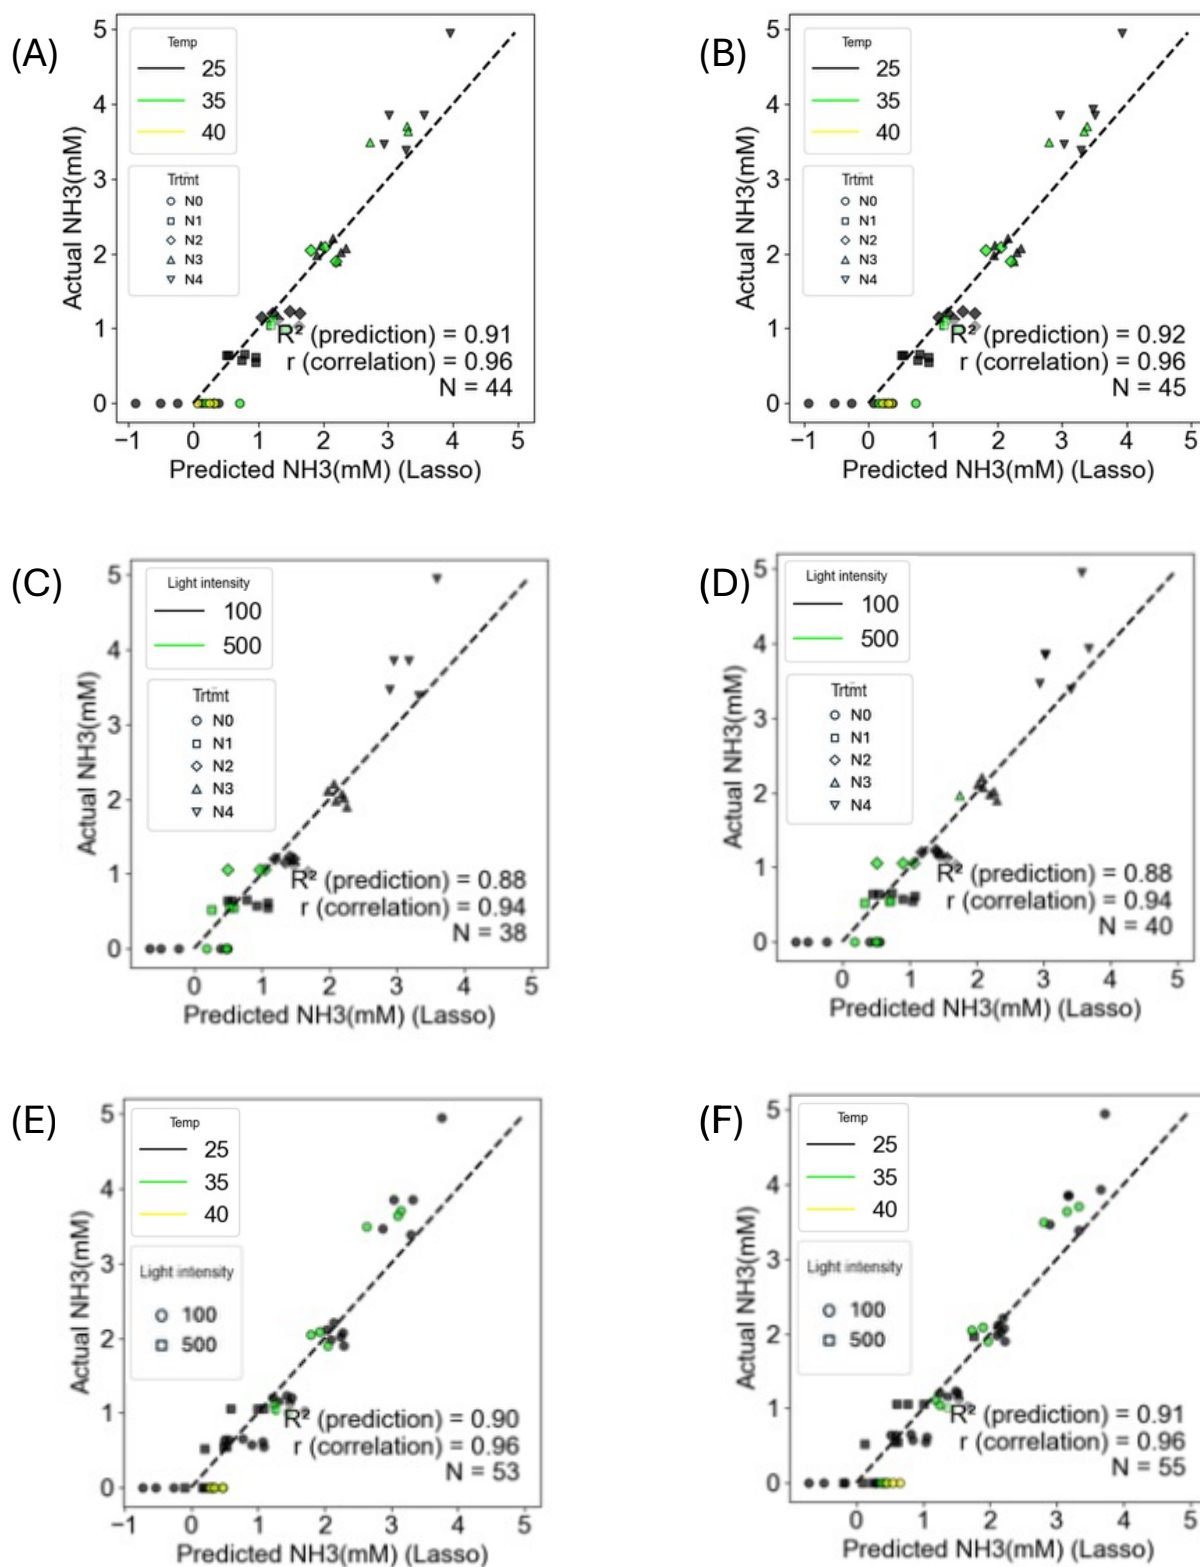 (A)
Temp
25
35
40
Trtmt
N0
N1
N2
N3
N4
R² (prediction) = 0.91
r (correlation) = 0.96
N = 44
5
4
3
2
1
0
−1 0 1 2 3 4 5
Actual NH3(mM)
Predicted NH3(mM) (Lasso)
(B)
Temp
25
35
40
Trtmt
N0
N1
N2
N3
N4
R² (prediction) = 0.92
r (correlation) = 0.96
N = 45
5
4
3
2
1
0
−1 0 1 2 3 4 5
Actual NH3(mM)
Predicted NH3(mM) (Lasso)
(C)
Light intensity
100
500
Trtmt
N0
N1
N2
N3
N4
R² (prediction) = 0.88
r (correlation) = 0.94
N = 38
5
4
3
2
1
0
0 1 2 3 4 5
Actual NH3(mM)
Predicted NH3(mM) (Lasso)
(D)
Light intensity
100
500
Trtmt
N0
N1
N2
N3
N4
R² (prediction) = 0.88
r (correlation) = 0.94
N = 40
5
4
3
2
1
0
0 1 2 3 4 5
Actual NH3(mM)
Predicted NH3(mM) (Lasso)
(E)
Temp
25
35
40
Light intensity
100
500
R² (prediction) = 0.90
r (correlation) = 0.96
N = 53
5
4
3
2
1
0
−1 0 1 2 3 4 5
Actual NH3(mM)
Predicted NH3(mM) (Lasso)
(F)
Temp
25
35
40
Light intensity
100
500
R² (prediction) = 0.91
r (correlation) = 0.96
N = 55
5
4
3
2
1
0
0 1 2 3 4 5
Actual NH3(mM)
Predicted NH3(mM) (Lasso)